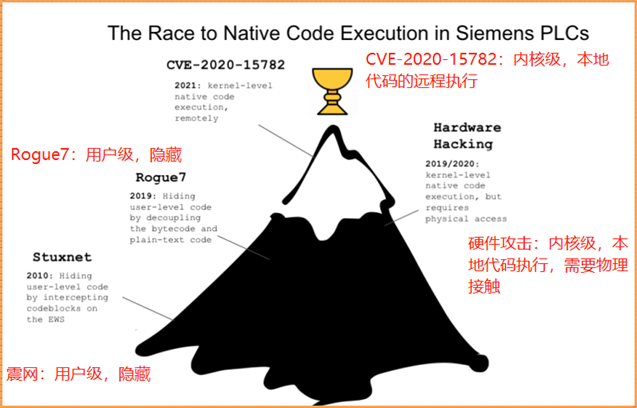 The Race to Native Code Execution in Siemens PLCs
CVE-2020-15782
2021: kernel-level
native code
execution,
remotely
CVE-2020-15782：内核级，本地
代码的远程执行
Hardware
Hacking
2019/2020:
kernel-level
native code
execution, but
requires
physical access
Rogue7：用户级，隐藏
Rogue7
2019: Hiding
user-level code
by decoupling
the bytecode and
plain-text code
硬件攻击：内核级，本
地代码执行，需要物理
接触
Stuxnet
2010: Hiding
user-level code
by intercepting
codeblocks on
the EWS
震网：用户级，隐藏